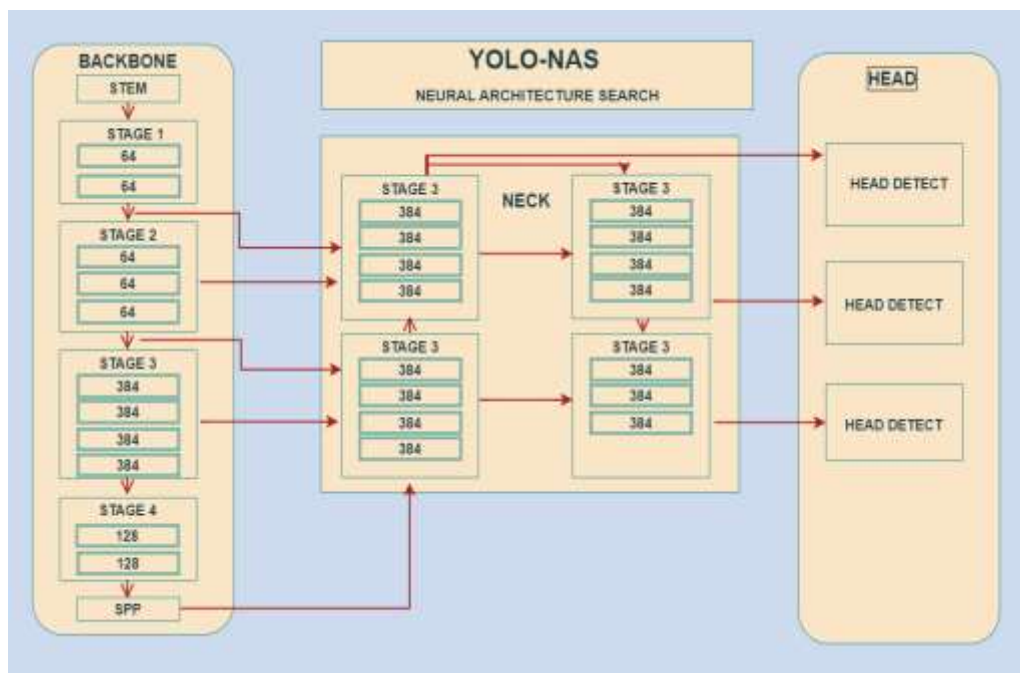 BACKBONE
STEM
STAGE 1
64
64
STAGE 2
64
64
64
STAGE 3
384
384
384
384
STAGE 4
128
128
SPP
YOLO-NAS
NEURAL ARCHITECTURE SEARCH
NECK
STAGE 3
384
384
384
384
STAGE 3
384
384
384
384
STAGE 3
384
384
384
384
STAGE 3
384
384
384
HEAD
HEAD DETECT
HEAD DETECT
HEAD DETECT